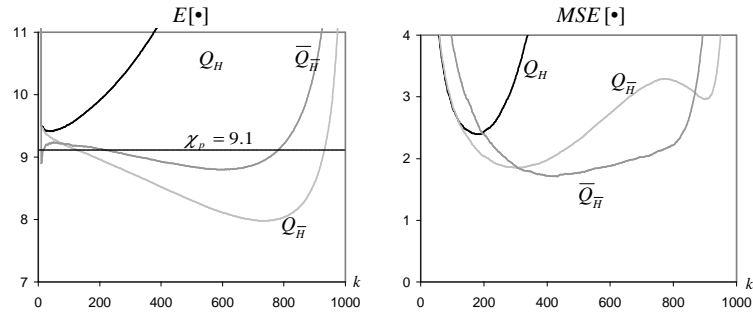 E[•]
11
10
9
8
7
0
200
400
600
800
1000
k
Q_H
Q̅_H̅
χ_p = 9.1
Q_H̅
MSE[•]
4
3
2
1
0
0
200
400
600
800
1000
k
Q_H
Q_H̅
Q̅_H̅